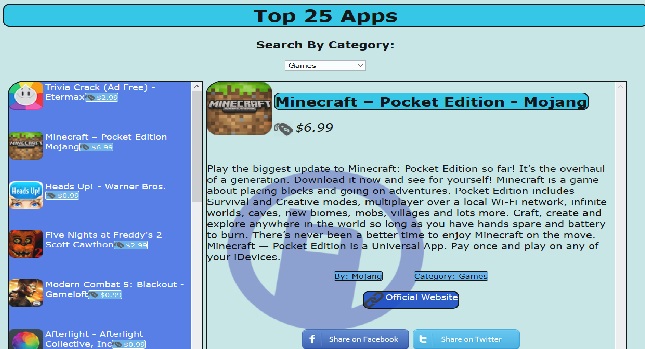 Top 25 Apps
Search By Category:
Games
Trivia Crack (Ad Free) -
Etermax $2.99
Minecraft – Pocket Edition
Mojang $6.99
Heads Up! - Warner Bros.
$0.99
Five Nights at Freddy's 2
Scott Cawthon $2.99
Modern Combat 5: Blackout -
Gameloft $0.99
Afterlight - Afterlight
Collective, Inc $0.99
MINECRAFT
Minecraft – Pocket Edition - Mojang
$6.99
Play the biggest update to Minecraft: Pocket Edition so far! It's the overhaul
of a generation. Download it now and see for yourself! Minecraft is a game
about placing blocks and going on adventures. Pocket Edition includes
Survival and Creative modes, multiplayer over a local Wi-Fi network, infinite
worlds, caves, new biomes, mobs, villages and lots more. Craft, create and
explore anywhere in the world so long as you have hands spare and battery
to burn. There's never been a better time to enjoy Minecraft on the move.
Minecraft — Pocket Edition is a Universal App. Pay once and play on any of
your iDevices.
By: Mojang Category: Games
Official Website
Share on Facebook Share on Twitter